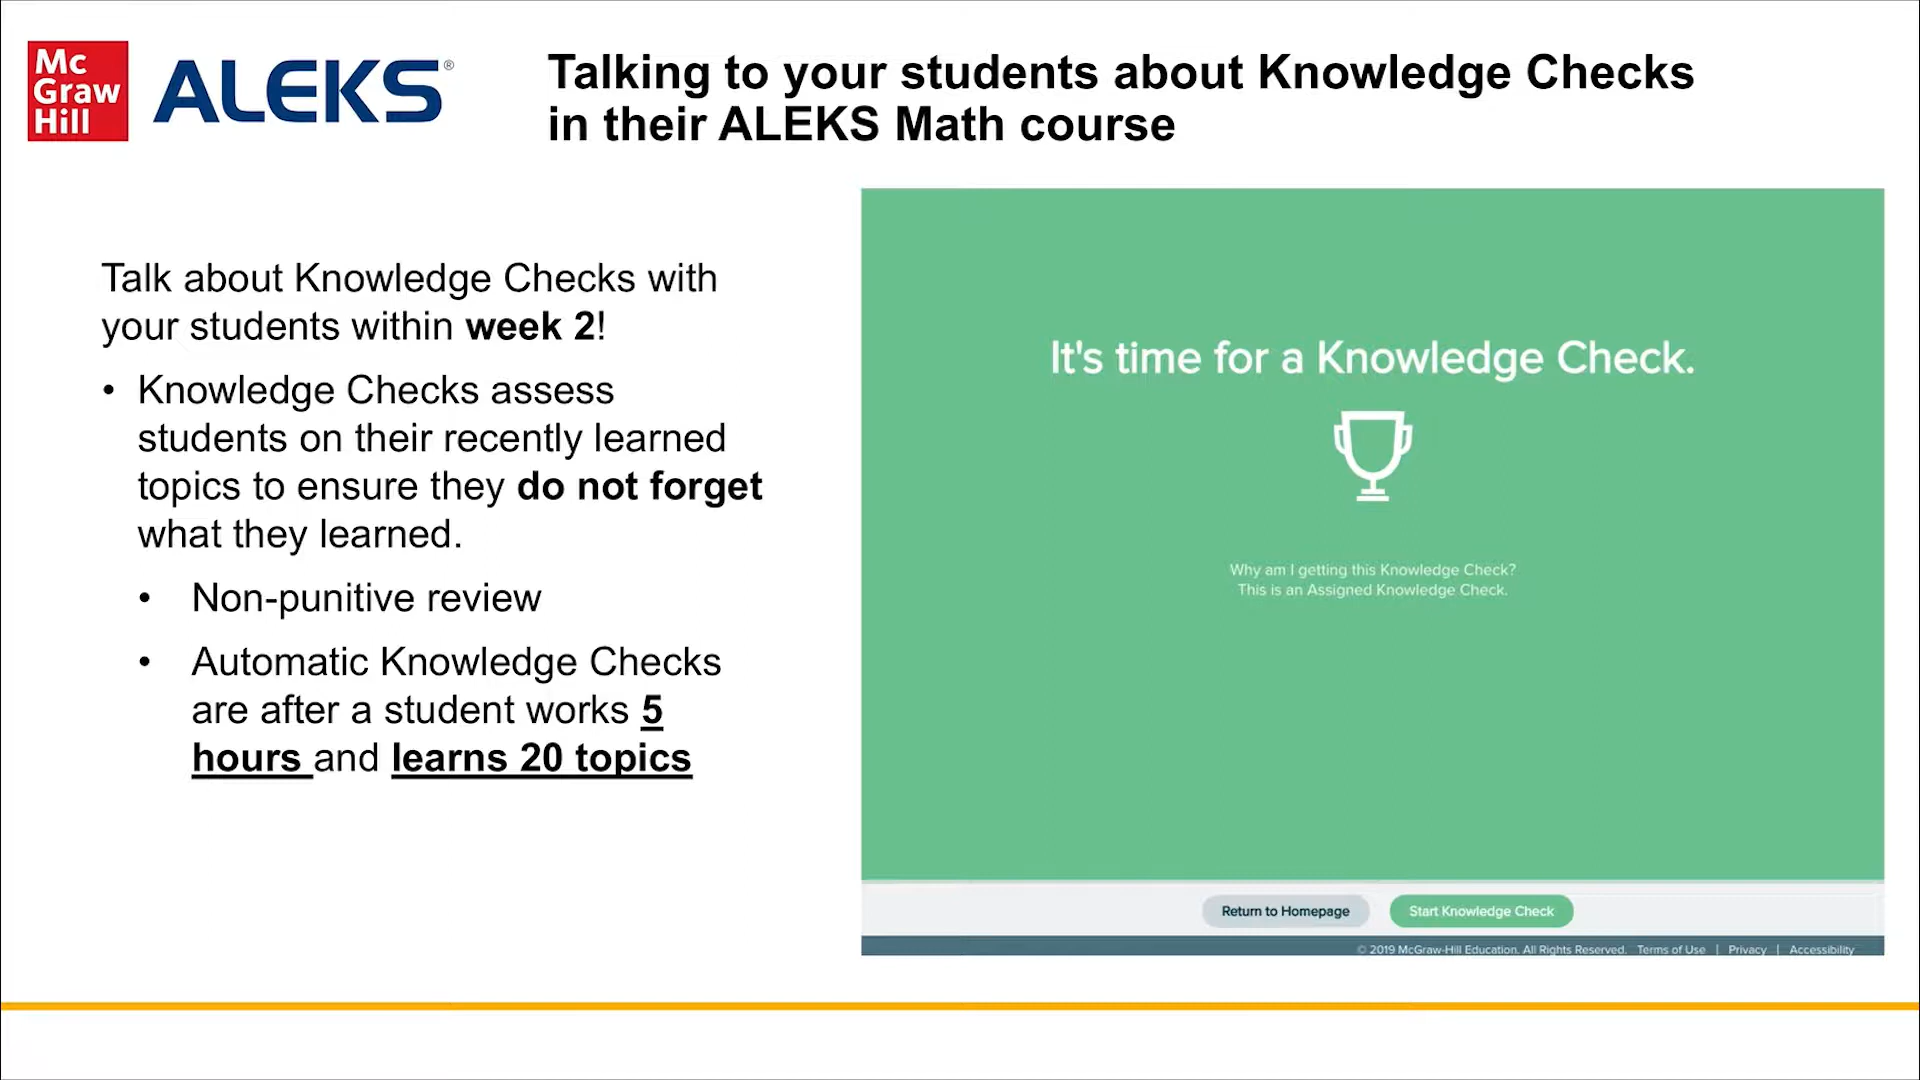 Mc
Graw
Hill
ALEKS®
Talking to your students about Knowledge Checks
in their ALEKS Math course
Talk about Knowledge Checks with
your students within week 2!
• Knowledge Checks assess
students on their recently learned
topics to ensure they do not forget
what they learned.
• Non-punitive review
• Automatic Knowledge Checks
are after a student works 5
hours and learns 20 topics
It's time for a Knowledge Check.
Why am I getting this Knowledge Check?
This is an Assigned Knowledge Check.
Return to Homepage
Start Knowledge Check
© 2019 McGraw-Hill Education. All Rights Reserved. Terms of Use | Privacy | Accessibility